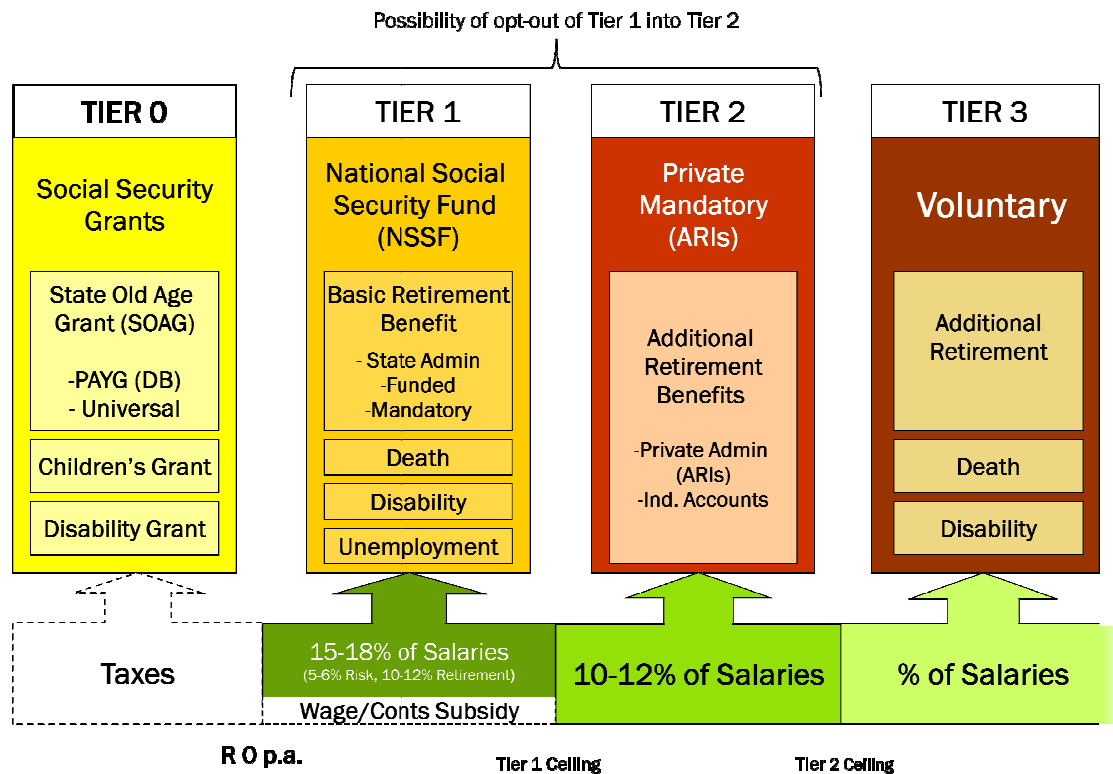 Possibility of opt-out of Tier 1 into Tier 2
TIER 0
Social Security
Grants
State Old Age
Grant (SOAG)
-PAYG (DB)
- Universal
Children's Grant
Disability Grant
TIER 1
National Social
Security Fund
(NSSF)
Basic Retirement
Benefit
- State Admin
-Funded
-Mandatory
Death
Disability
Unemployment
TIER 2
Private
Mandatory
(ARIs)
Additional
Retirement
Benefits
-Private Admin
(ARIs)
-Ind. Accounts
TIER 3
Voluntary
Additional
Retirement
Death
Disability
Taxes
15-18% of Salaries
(5-6% Risk, 10-12% Retirement)
Wage/Conts Subsidy
10-12% of Salaries
% of Salaries
R 0 p.a.
Tier 1 Ceiling
Tier 2 Ceiling